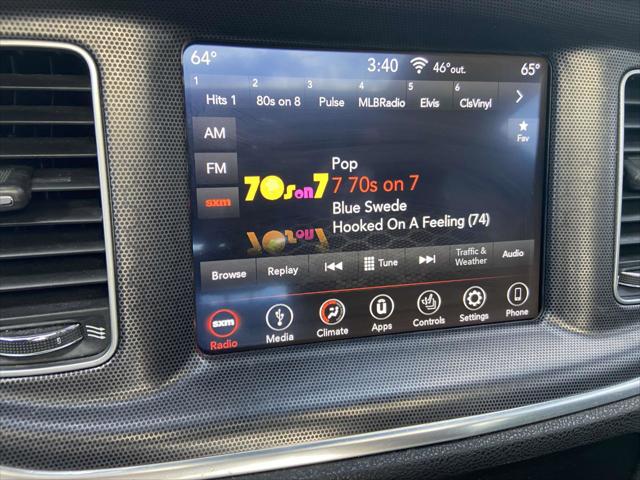 64° 3:40 46°out. 65°
1 2 3 4 5 6
Hits 1 80s on 8 Pulse MLBRadio Elvis ClsVinyl
AM
Fav
FM
Pop
70s on 7
7 70s on 7
sxm
Blue Swede
Hooked On A Feeling (74)
Browse Replay Tune Traffic & Weather Audio
sxm
Radio Media Climate Apps Controls Settings Phone